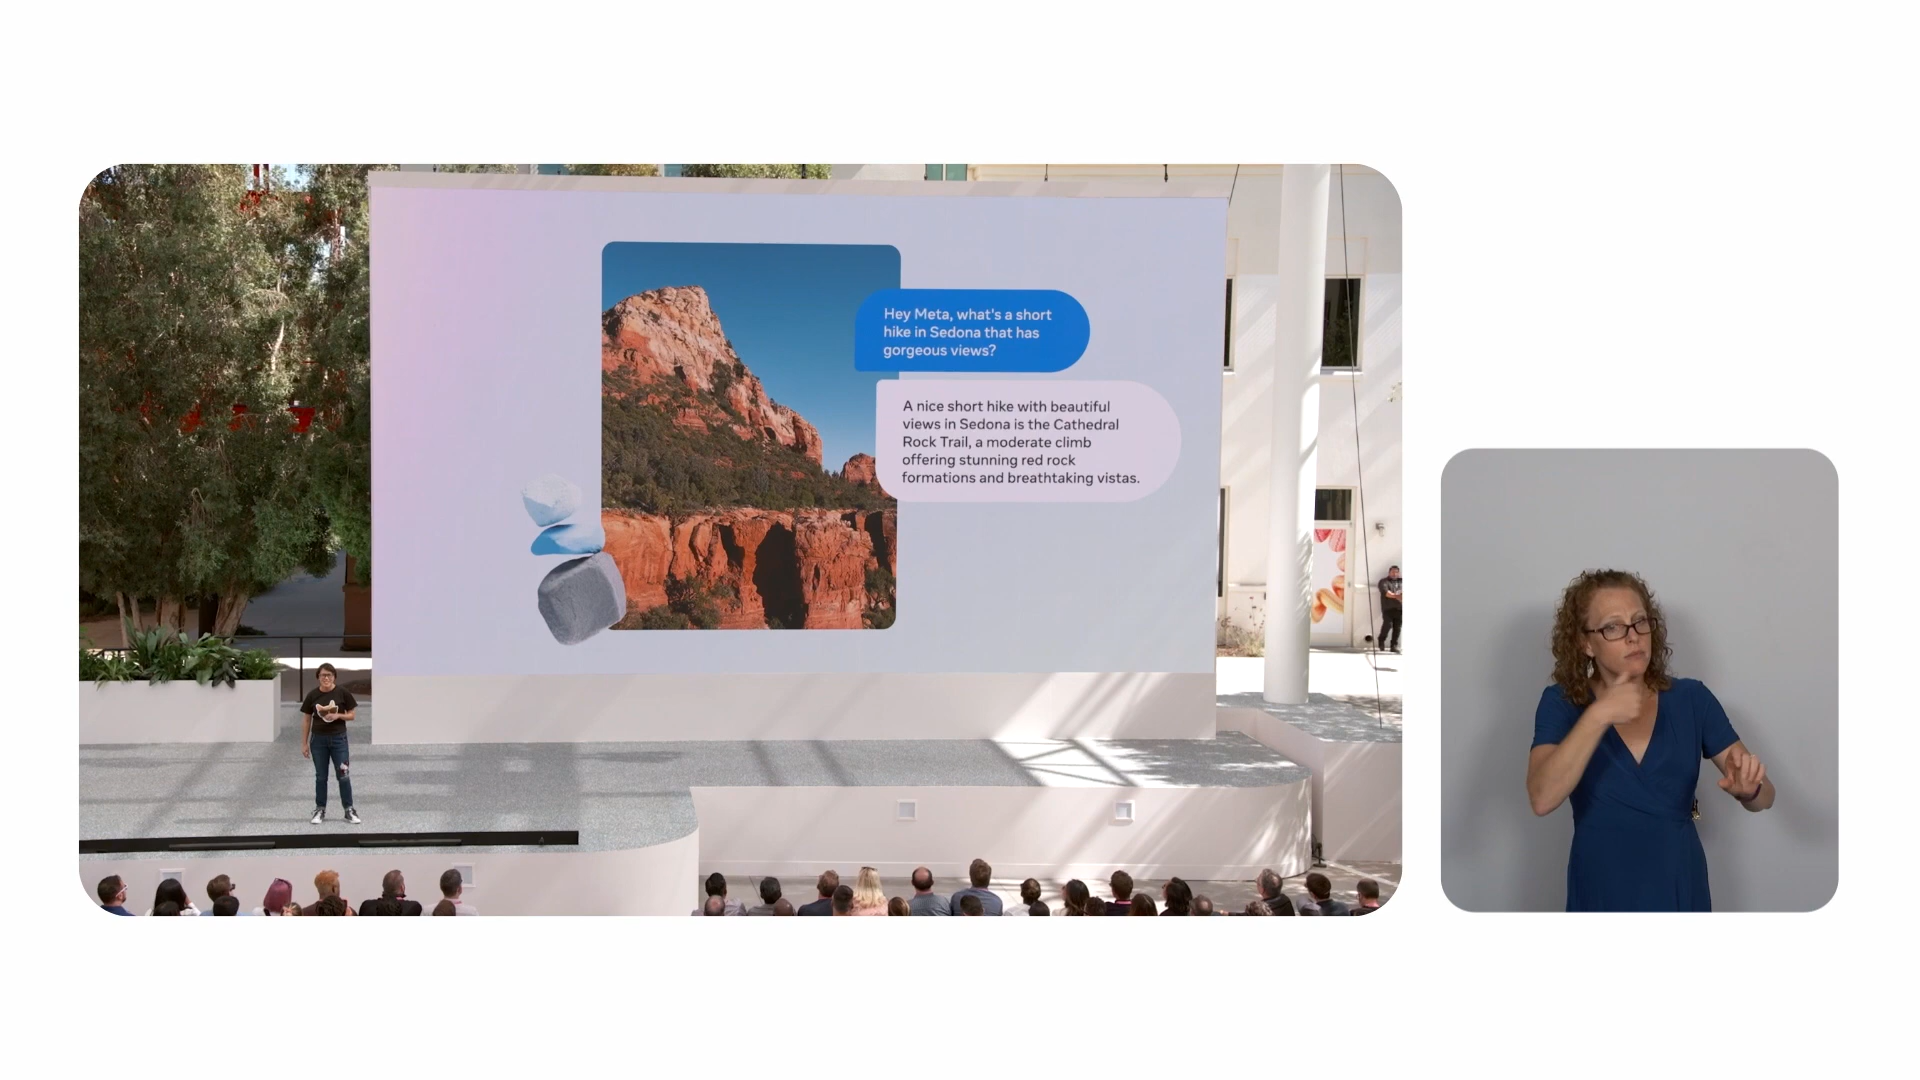 Hey Meta, what's a short
hike in Sedona that has
gorgeous views?
A nice short hike with beautiful
views in Sedona is the Cathedral
Rock Trail, a moderate climb
offering stunning red rock
formations and breathtaking vistas.